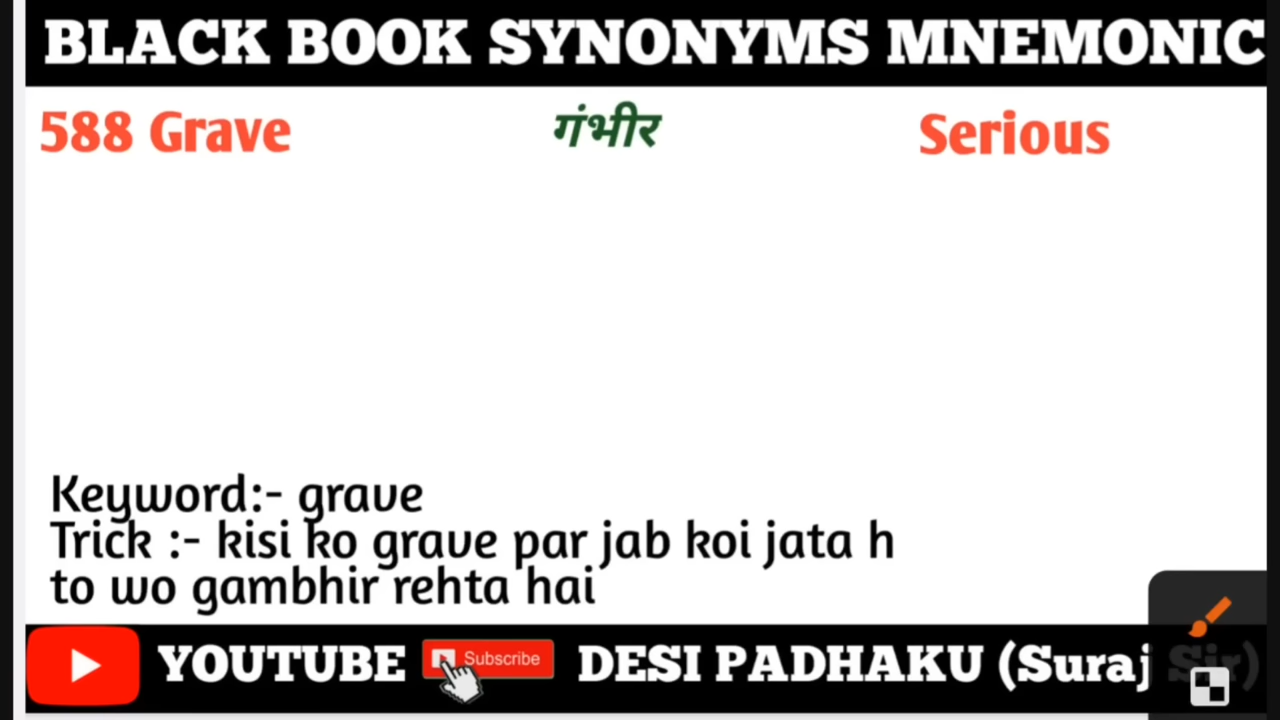 BLACK BOOK SYNONYMS MNEMONIC
588 Grave गंभीर Serious
Keyword:- grave
Trick :- kisi ko grave par jab koi jata h
to wo gambhir rehta hai
YOUTUBE Subscribe DESI PADHAKU (Suraj Sir)